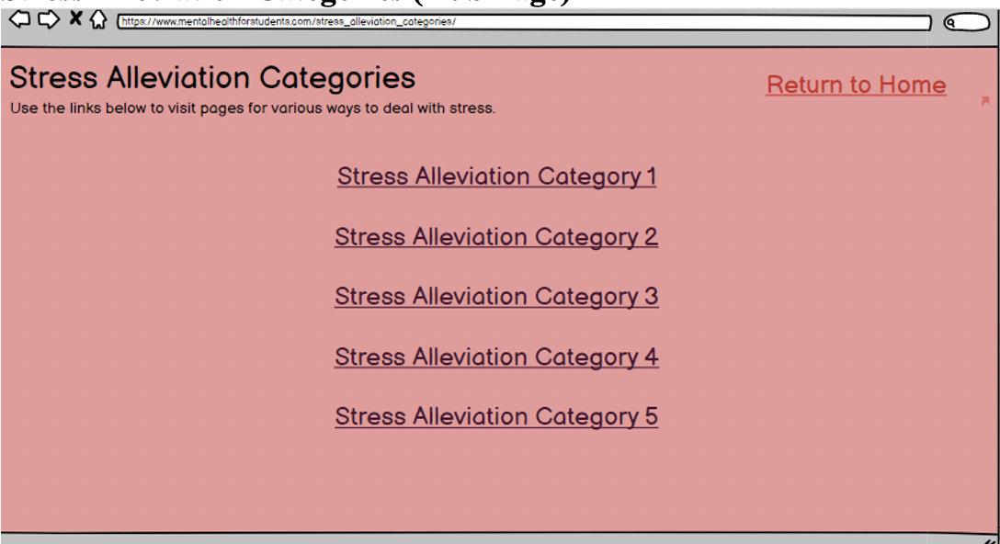 https://www.mentalhealthforstudents.com/stress_alleviation_categories/
Stress Alleviation Categories
Return to Home
Use the links below to visit pages for various ways to deal with stress.
Stress Alleviation Category 1
Stress Alleviation Category 2
Stress Alleviation Category 3
Stress Alleviation Category 4
Stress Alleviation Category 5